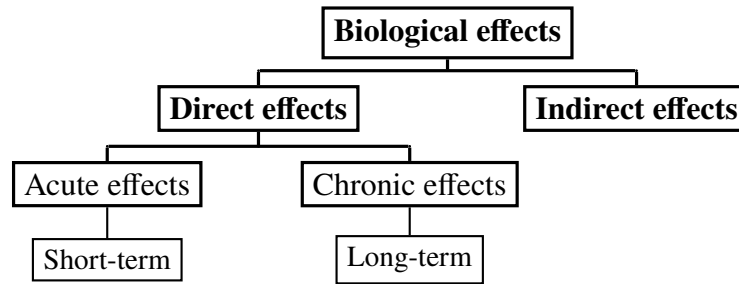 Biological effects
Direct effects
Indirect effects
Acute effects
Chronic effects
Short-term
Long-term